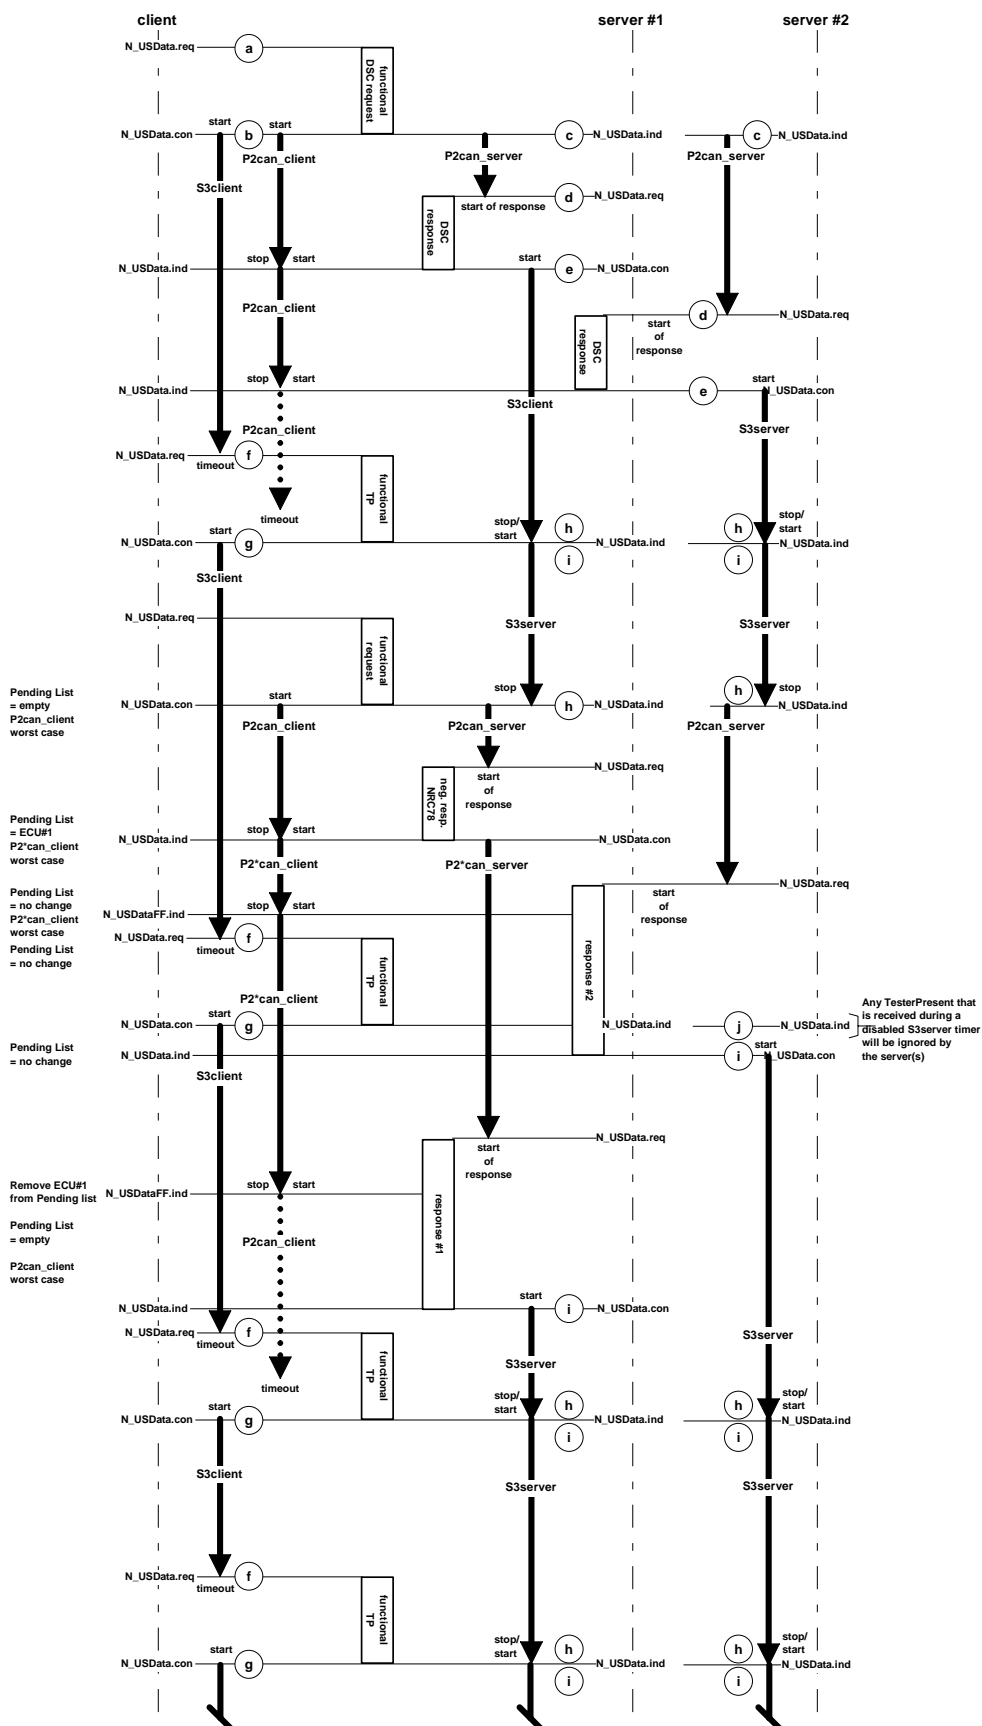 client
server #1
server #2
N_USData.req
a
functional
DSC request
start
start
N_USData.con
b
c
N_USData.ind
c
N_USData.ind
P2can_client
P2can_server
P2can_server
S3client
DSC
response
start of response
d
N_USData.req
stop
start
start
N_USData.ind
e
N_USData.con
P2can_client
d
N_USData.req
start
of
response
DSC
response
stop
start
start
N_USData.ind
e
N_USData.con
S3client
P2can_client
S3server
N_USData.req
f
timeout
functional
TP
timeout
start
stop/
start
h
h
stop/
start
N_USData.con
g
N_USData.ind
N_USData.ind
i
i
S3client
N_USData.req
functional
request
S3server
S3server
Pending List
= empty
P2can_client
worst case
start
stop
h
stop
N_USData.con
h
N_USData.ind
N_USData.ind
P2can_client
P2can_server
P2can_server
N_USData.req
neg. resp.
NRC78
start
of
response
Pending List
= ECU#1
P2*can_client
worst case
stop
start
N_USData.ind
N_USData.con
P2*can_client
P2*can_server
N_USData.req
start
of
response
Pending List
= no change
P2*can_client
worst case
stop
start
N_USDataFF.ind
Pending List
= no change
N_USData.req
f
timeout
functional
TP
response #2
P2*can_client
start
N_USData.con
g
N_USData.ind
j
N_USData.ind
Any TesterPresent that
is received during a
disabled S3server timer
will be ignored by
the server(s)
Pending List
= no change
start
N_USData.ind
i
N_USData.con
S3client
N_USData.req
start
of
response
response #1
Remove ECU#1
from Pending list
stop
start
N_USDataFF.ind
Pending List
= empty
P2can_client
P2can_client
worst case
start
N_USData.ind
i
N_USData.con
N_USData.req
f
timeout
functional
TP
S3server
S3server
timeout
start
stop/
start
h
h
stop/
start
N_USData.con
g
N_USData.ind
N_USData.ind
i
i
S3client
S3server
S3server
N_USData.req
f
timeout
functional
TP
start
stop/
start
h
h
stop/
start
N_USData.con
g
N_USData.ind
N_USData.ind
i
i